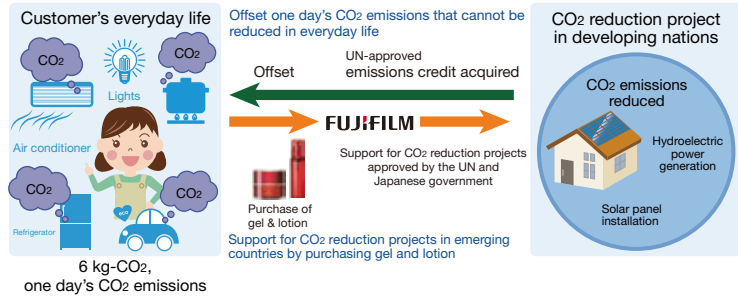 Customer's everyday life
CO2
CO2
Lights
Air conditioner
CO2
CO2
eco
Refrigerator
6 kg-CO2,
one day's CO2 emissions
Offset one day's CO2 emissions that cannot be
reduced in everyday life
Offset
UN-approved
emissions credit acquired
FUJIFILM
Support for CO2 reduction projects
approved by the UN and
Japanese government
Purchase of
gel & lotion
Support for CO2 reduction projects in emerging
countries by purchasing gel and lotion
CO2 reduction project
in developing nations
CO2 emissions
reduced
Hydroelectric
power
generation
Solar panel
installation